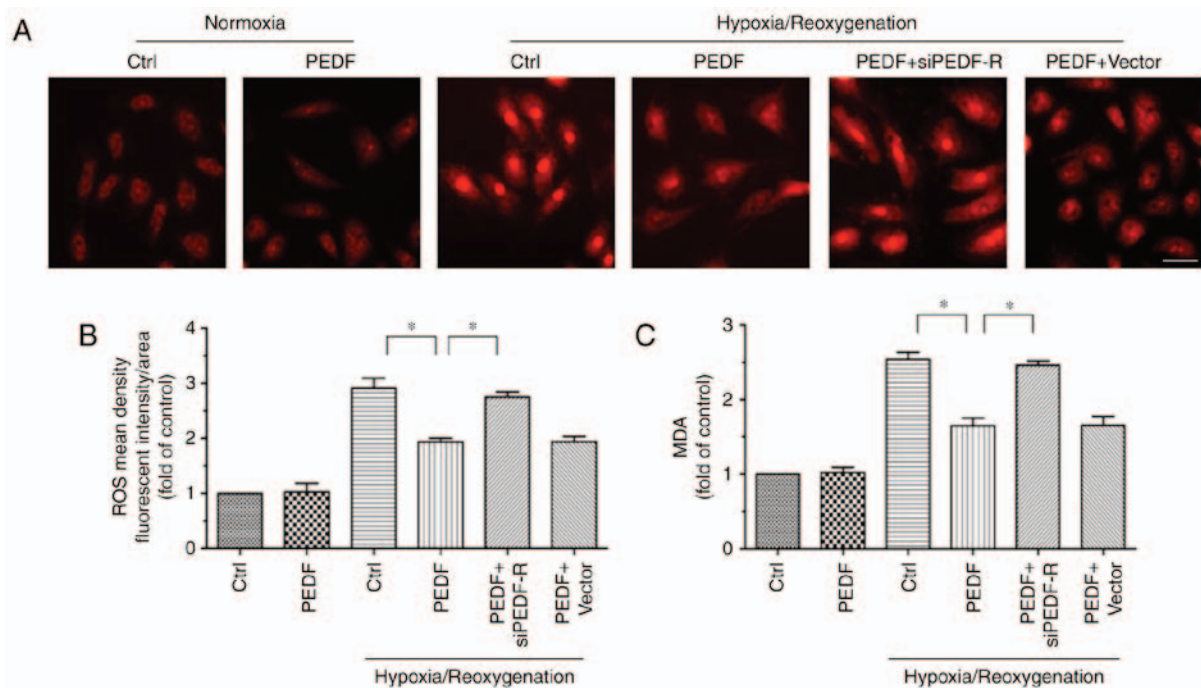 A
Normoxia
Hypoxia/Reoxygenation
Ctrl
PEDF
Ctrl
PEDF
PEDF+siPEDF-R
PEDF+Vector
B
ROS mean density
fluorescent intensity/area
(fold of control)
4
3
2
1
0
*
*
Ctrl
PEDF
Ctrl
PEDF
PEDF+
siPEDF-R
PEDF+
Vector
Hypoxia/Reoxygenation
C
MDA
(fold of control)
3
2
1
0
*
*
Ctrl
PEDF
Ctrl
PEDF
PEDF+
siPEDF-R
PEDF+
Vector
Hypoxia/Reoxygenation